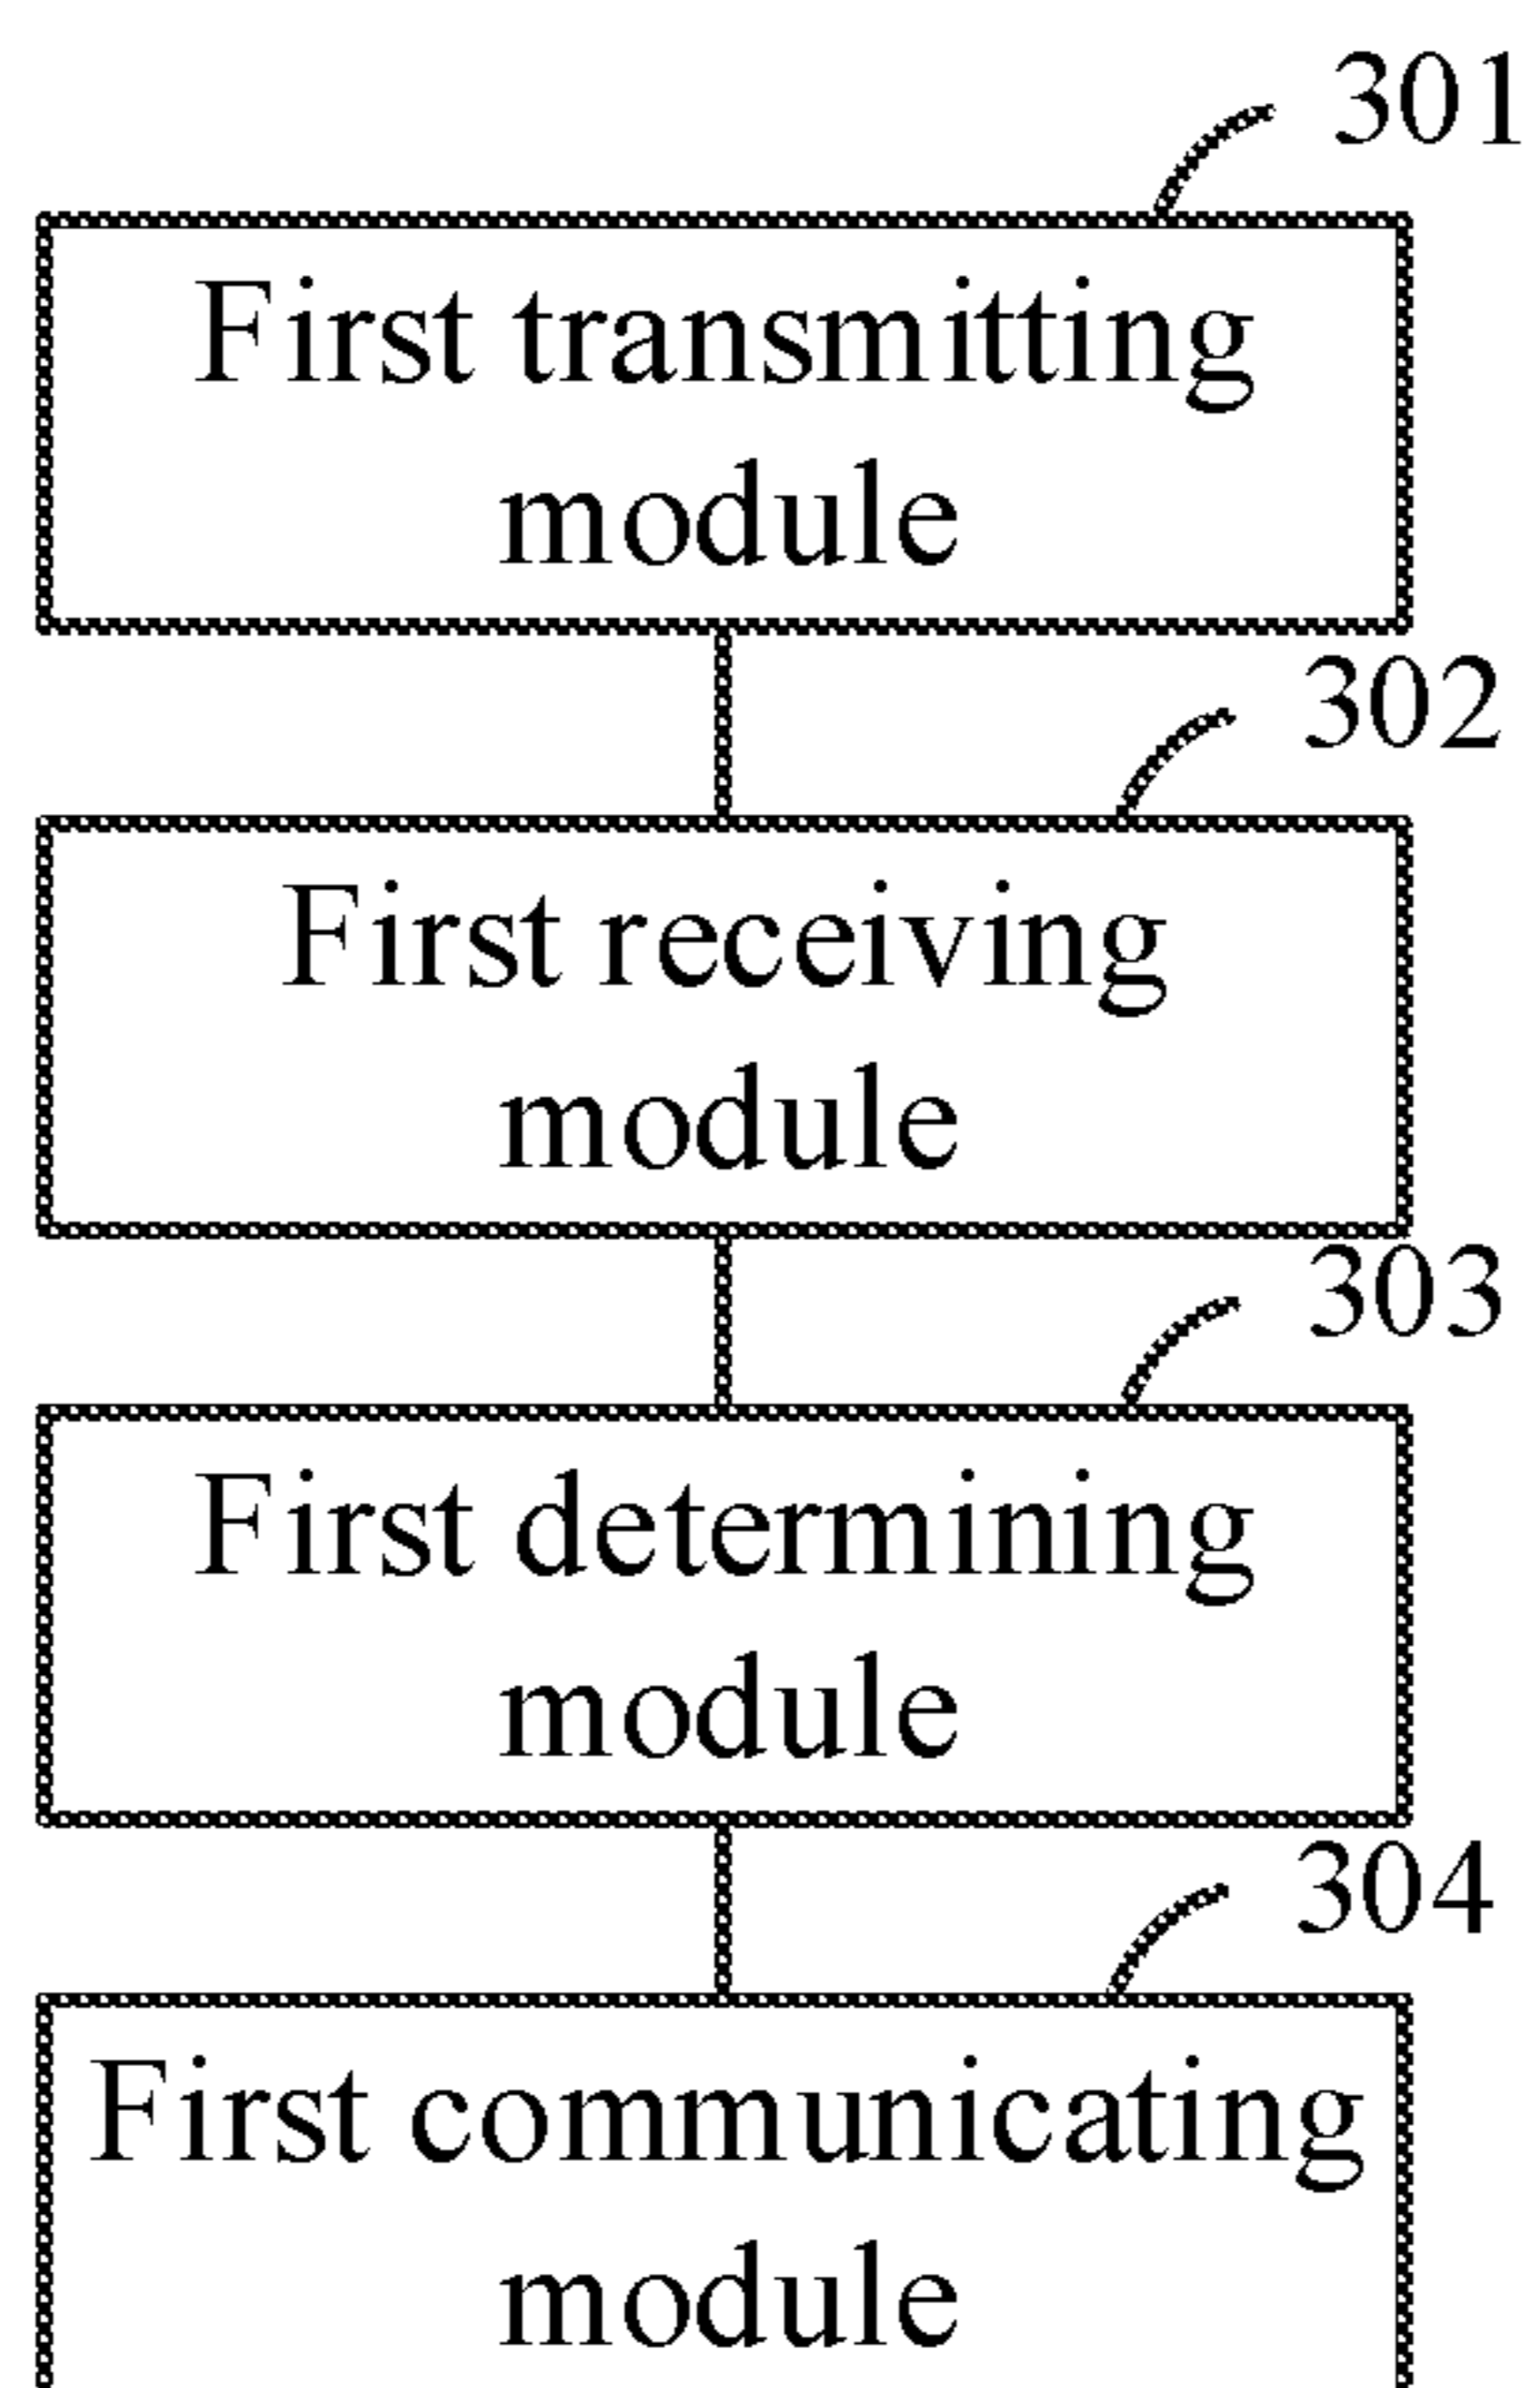 301
First transmitting
module
302
First receiving
module
303
First determining
module
304
First communicating
module